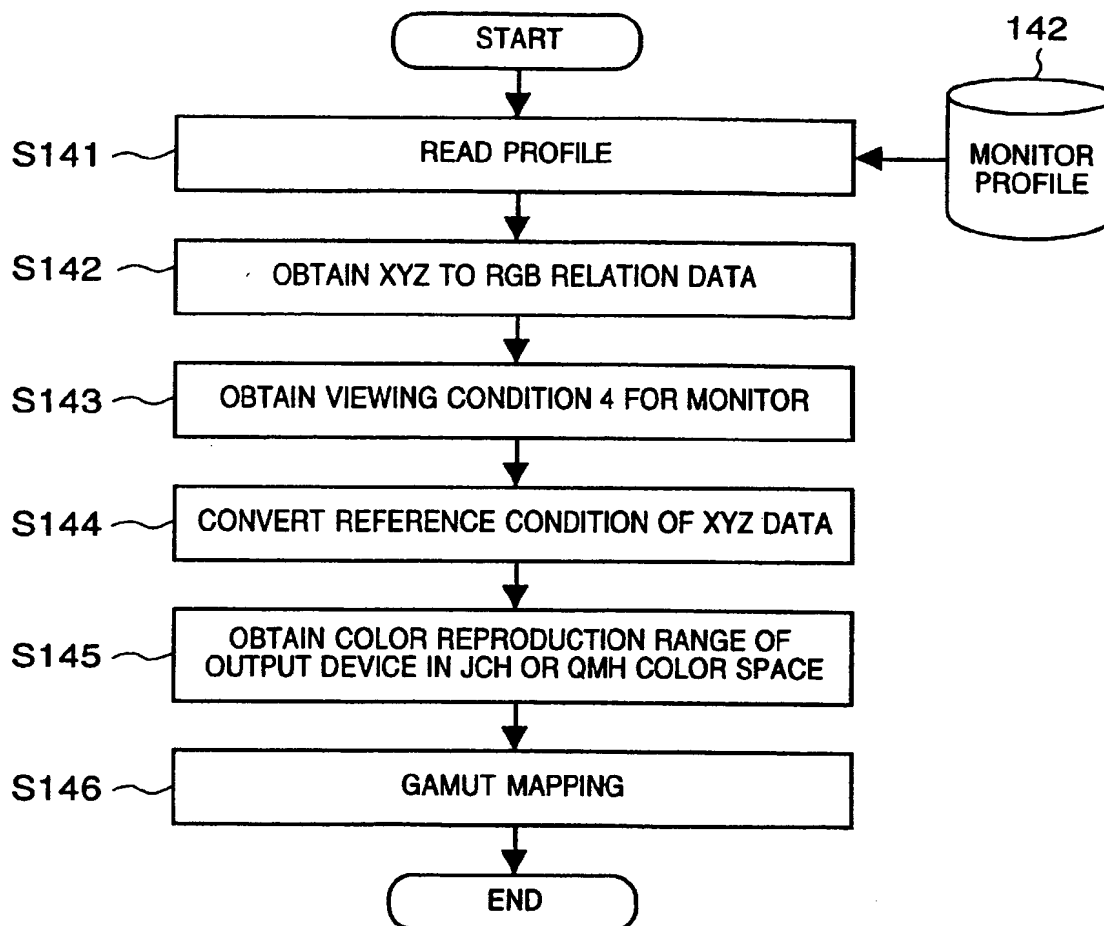 START
142
S141
READ PROFILE
MONITOR
PROFILE
S142
OBTAIN XYZ TO RGB RELATION DATA
S143
OBTAIN VIEWING CONDITION 4 FOR MONITOR
S144
CONVERT REFERENCE CONDITION OF XYZ DATA
S145
OBTAIN COLOR REPRODUCTION RANGE OF
OUTPUT DEVICE IN JCH OR QMH COLOR SPACE
S146
GAMUT MAPPING
END